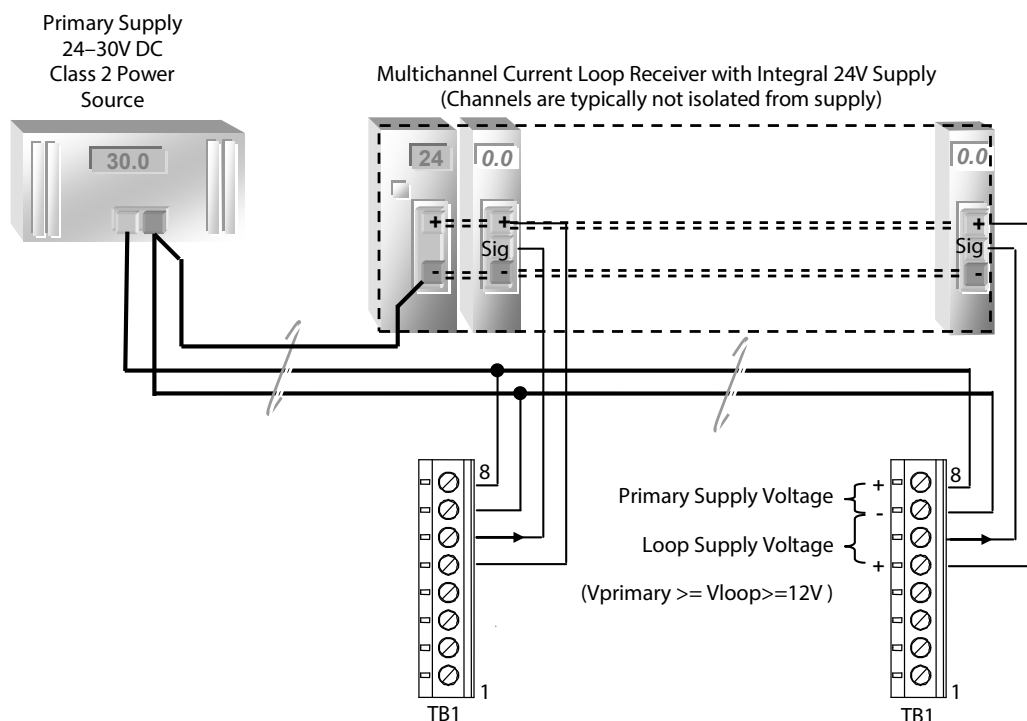 Primary Supply
24–30V DC
Class 2 Power
Source
30.0
Multichannel Current Loop Receiver with Integral 24V Supply
(Channels are typically not isolated from supply)
24
0.0
0.0
+
+
+
Sig
Sig
-
-
-
8
8
Primary Supply Voltage
+
-
Loop Supply Voltage
+
(Vprimary >= Vloop>=12V )
1
1
TB1
TB1